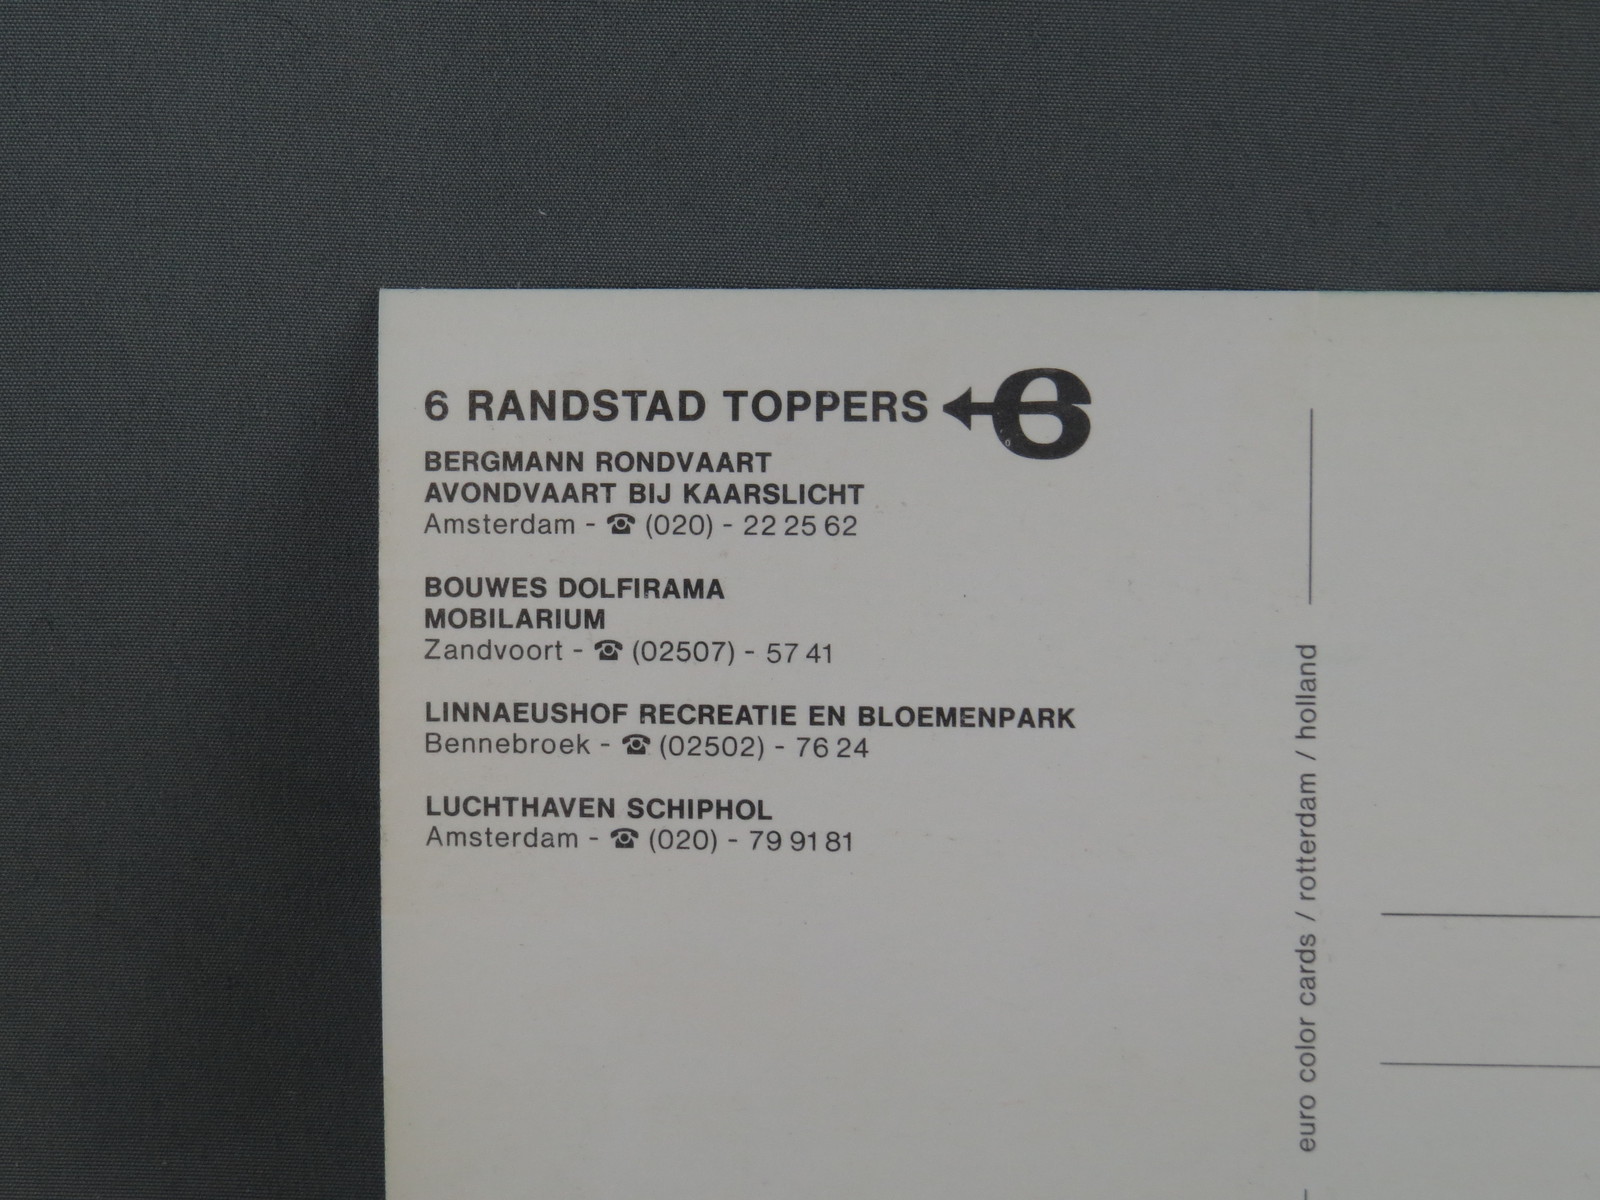 6 RANDSTAD TOPPERS 6
BERGMANN RONDVAART
AVONDVAART BIJ KAARSLICHT
Amsterdam - ☎ (020) - 22 25 62
BOUWES DOLFIRAMA
MOBILARIUM
Zandvoort - ☎ (02507) - 57 41
LINNAEUSHOF RECREATIE EN BLOEMENPARK
Bennebroek - ☎ (02502) - 76 24
LUCHTHAVEN SCHIPHOL
Amsterdam - ☎ (020) - 79 91 81
euro color cards / rotterdam / holland